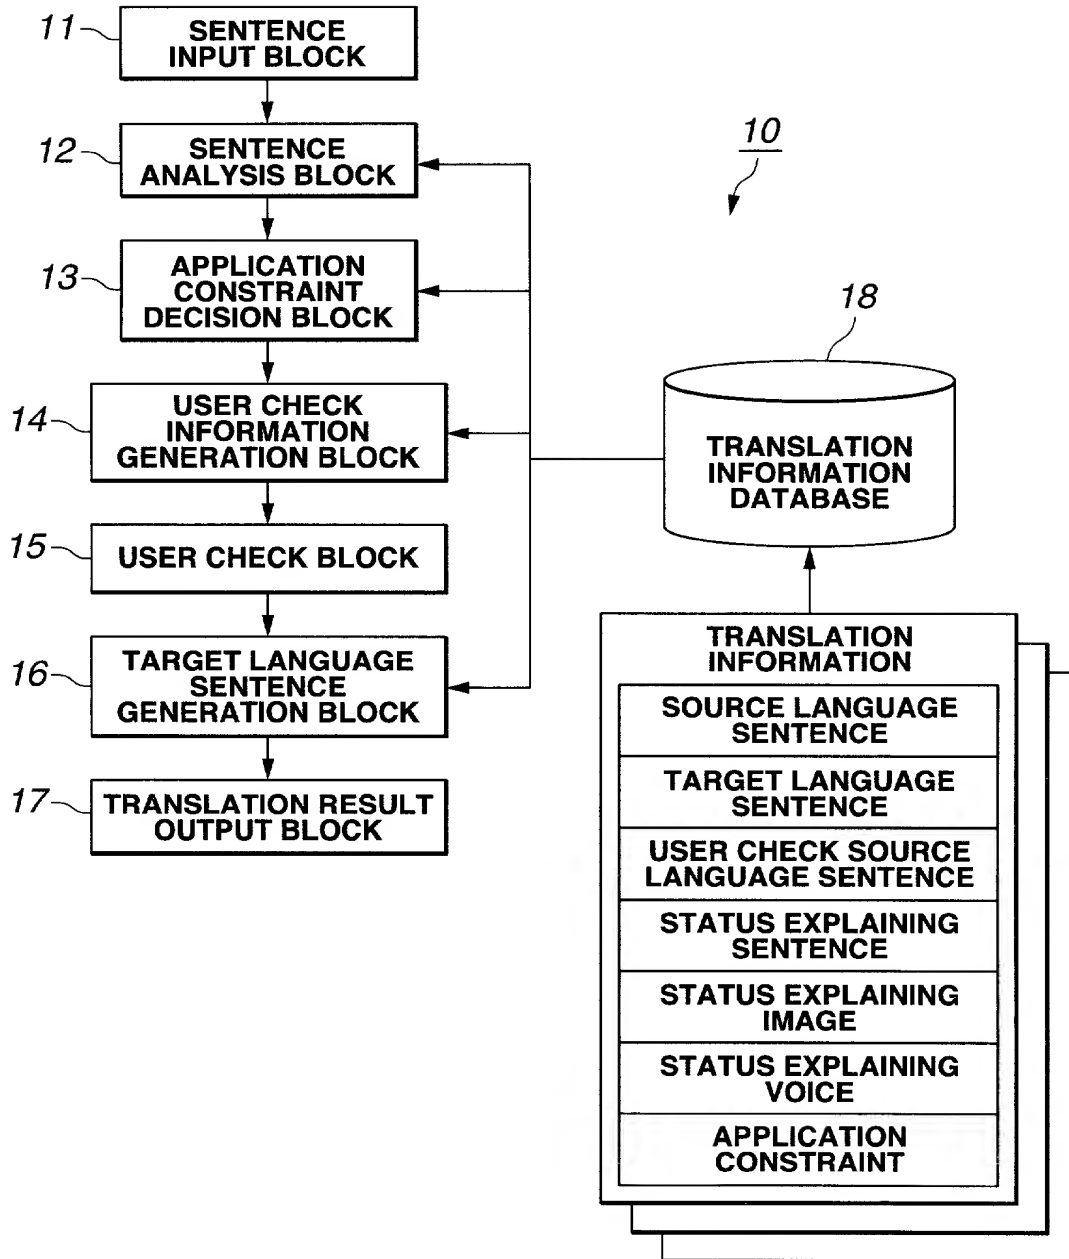 11
SENTENCE
INPUT BLOCK
12
SENTENCE
ANALYSIS BLOCK
10
13
APPLICATION
CONSTRAINT
DECISION BLOCK
18
14
USER CHECK
INFORMATION
GENERATION BLOCK
TRANSLATION
INFORMATION
DATABASE
15
USER CHECK BLOCK
16
TARGET LANGUAGE
SENTENCE
GENERATION BLOCK
17
TRANSLATION RESULT
OUTPUT BLOCK
TRANSLATION
INFORMATION
SOURCE LANGUAGE
SENTENCE
TARGET LANGUAGE
SENTENCE
USER CHECK SOURCE
LANGUAGE SENTENCE
STATUS EXPLAINING
SENTENCE
STATUS EXPLAINING
IMAGE
STATUS EXPLAINING
VOICE
APPLICATION
CONSTRAINT